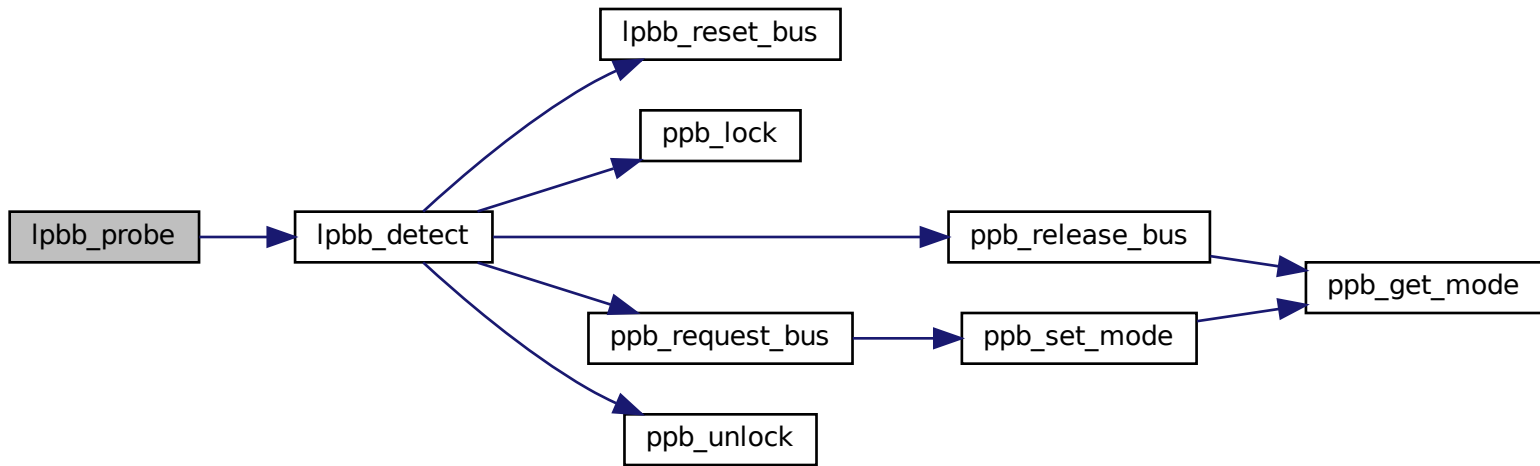 lpbb_probe
lpbb_detect
lpbb_reset_bus
ppb_lock
ppb_release_bus
ppb_get_mode
ppb_request_bus
ppb_set_mode
ppb_unlock